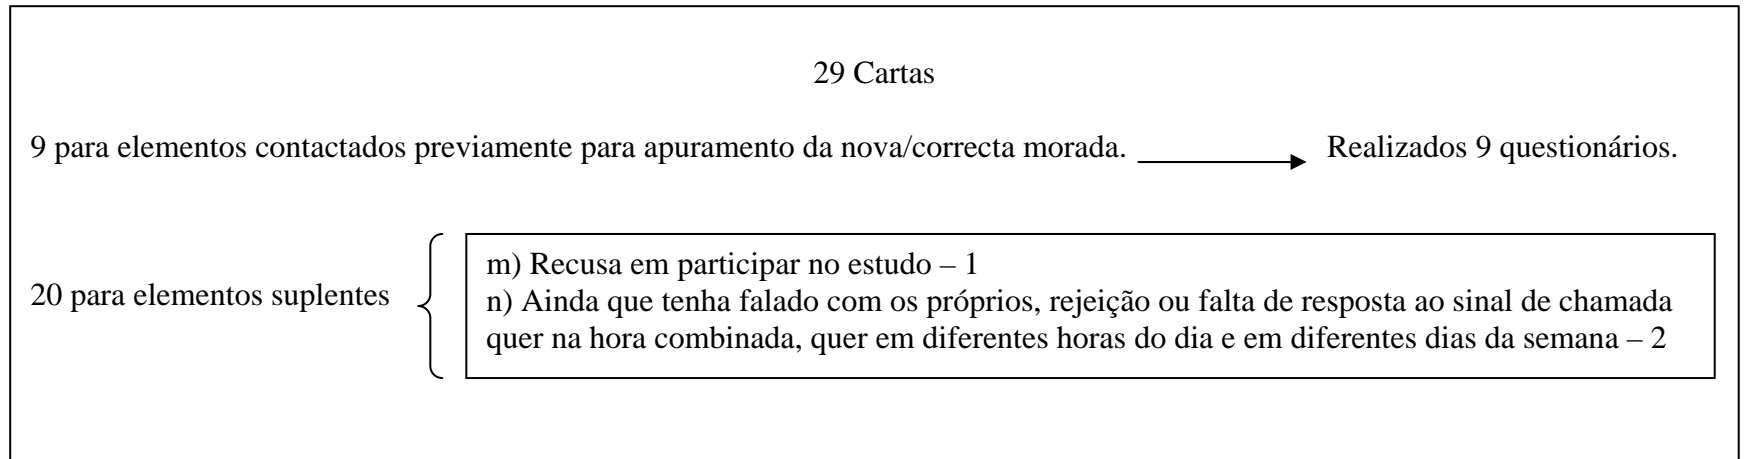 29 Cartas
9 para elementos contactados previamente para apuramento da nova/correcta morada. Realizados 9 questionários.
20 para elementos suplentes
m) Recusa em participar no estudo – 1
n) Ainda que tenha falado com os próprios, rejeição ou falta de resposta ao sinal de chamada
quer na hora combinada, quer em diferentes horas do dia e em diferentes dias da semana – 2